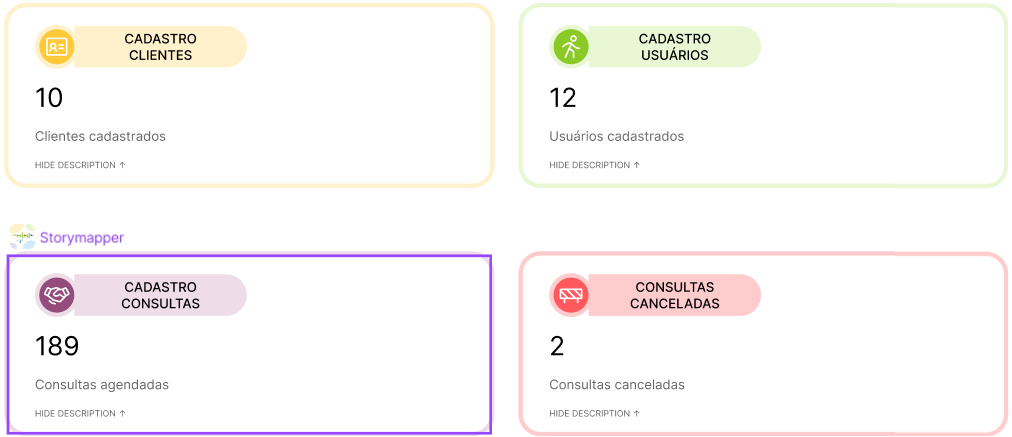 CADASTRO
CLIENTES
10
Clientes cadastrados
HIDE DESCRIPTION ↑
CADASTRO
USUÁRIOS
12
Usuários cadastrados
HIDE DESCRIPTION ↑
Storymapper
CADASTRO
CONSULTAS
189
Consultas agendadas
HIDE DESCRIPTION ↑
CONSULTAS
CANCELADAS
2
Consultas canceladas
HIDE DESCRIPTION ↑